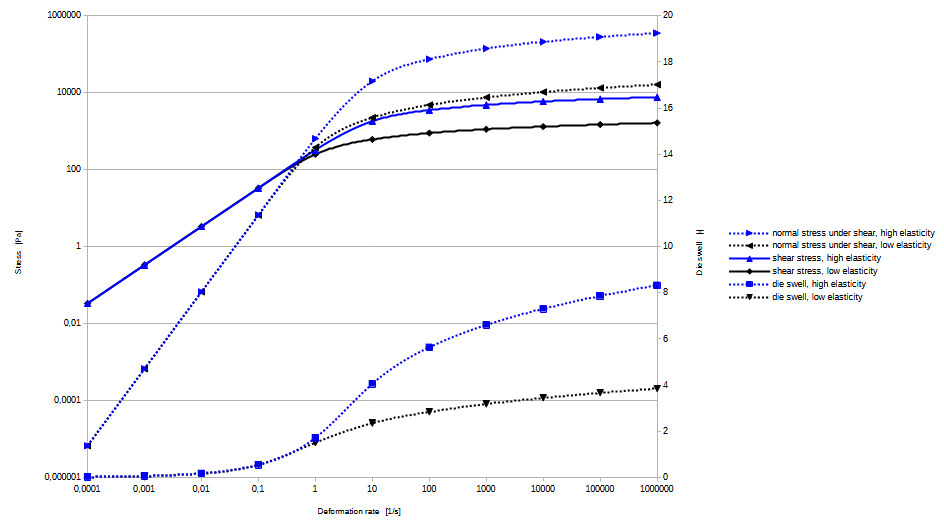 1000000
10000
100
1
0,01
0,0001
0,000001
Stress [Pa]
20
18
16
14
12
10
8
6
4
2
0
Die swell H
0,0001 0,001 0,01 0,1 1 10 100 1000 10000 100000 1000000
Deformation rate [1/s]
normal stress under shear, high elasticity
normal stress under shear, low elasticity
shear stress, high elasticity
shear stress, low elasticity
die swell, high elasticity
die swell, low elasticity